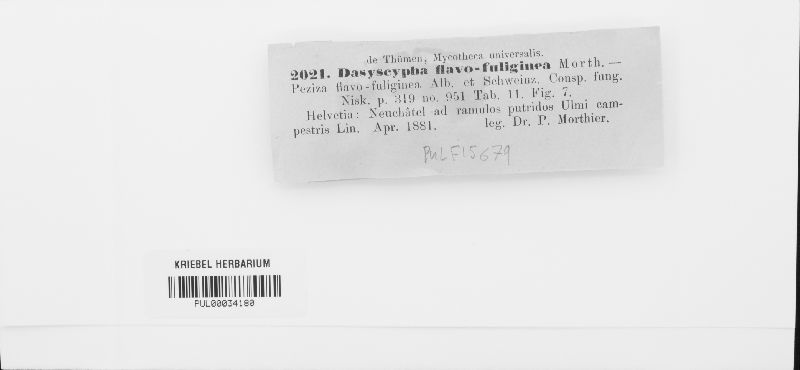 de Thümen, Mycotheca universalis.
2021. Dasyscypha flavo-fuliginea Morth. —
Peziza flavo-fuliginea Alb. et Schweinz. Consp. fung.
Nisk. p. 319 no. 951 Tab. 11. Fig. 7.
Helvetia: Neuchâtel ad ramulos putridos Ulmi cam-
pestris Lin. Apr. 1881. leg. Dr. P. Morthier.
PUL F15679
KRIEBEL HERBARIUM
PUL00034180